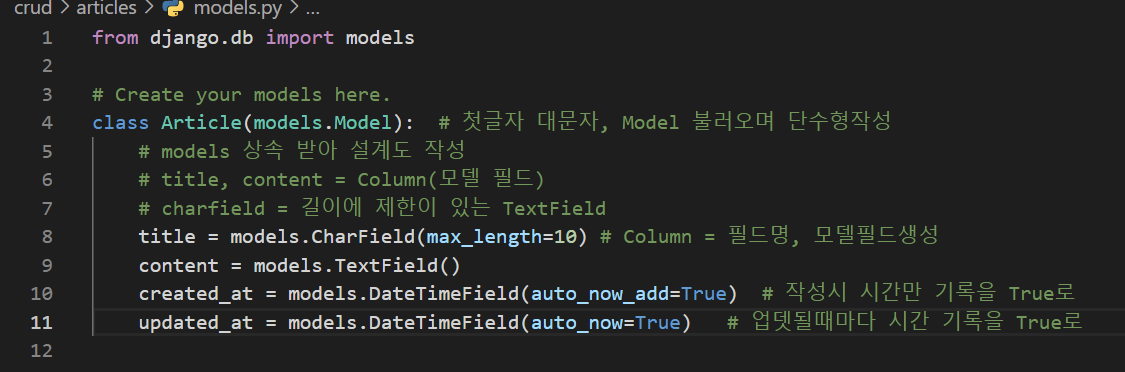 crud > articles > models.py > ...
1 from django.db import models
2
3 # Create your models here.
4 class Article(models.Model):  # 첫글자 대문자, Model 불러오며 단수형작성
5     # models 상속 받아 설계도 작성
6     # title, content = Column(모델 필드)
7     # charfield = 길이에 제한이 있는 TextField
8     title = models.CharField(max_length=10) # Column = 필드명, 모델필드생성
9     content = models.TextField()
10     created_at = models.DateTimeField(auto_now_add=True)  # 작성시 시간만 기록을 True로
11     updated_at = models.DateTimeField(auto_now=True)   # 업뎃될때마다 시간 기록을 True로
12